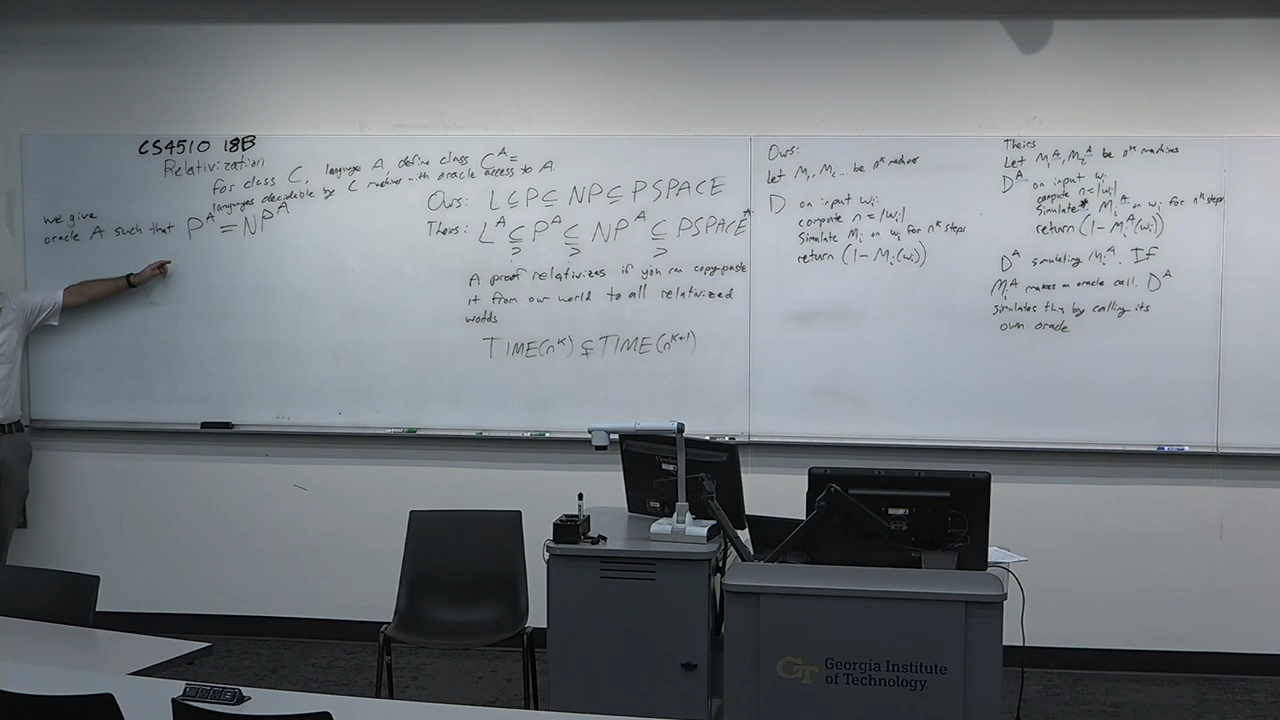 CS4510 18B
Relativization
for class C, language A, define class C^A =
languages decidable by C machines with oracle access to A.
we give
oracle A such that P^A = NP^A
Ours: L ⊆ P ⊆ NP ⊆ PSPACE
Theirs: L^A ⊆ P^A ⊆ NP^A ⊆ PSPACE^A
? ? ?
A proof relativizes if you can copy-paste
it from our world to all relativized
worlds
TIME(n^k) ⊊ TIME(n^k+1)
Ours:
Let M₁, M₂... be n^k machines
D on input wᵢ:
compute n = |wᵢ|
Simulate Mᵢ on wᵢ for n^k steps
return (1 - Mᵢ(wᵢ))
Theirs
Let M₁^A, M₂^A be n^k machines
D^A on input wᵢ
compute n = |wᵢ|
Simulate Mᵢ^A on wᵢ for n^k steps
return (1 - Mᵢ^A(wᵢ))
D^A simulating Mᵢ^A. If
Mᵢ^A makes an oracle call, D^A
simulates this by calling its
own oracle
ViewSonic
GT Georgia Institute
of Technology